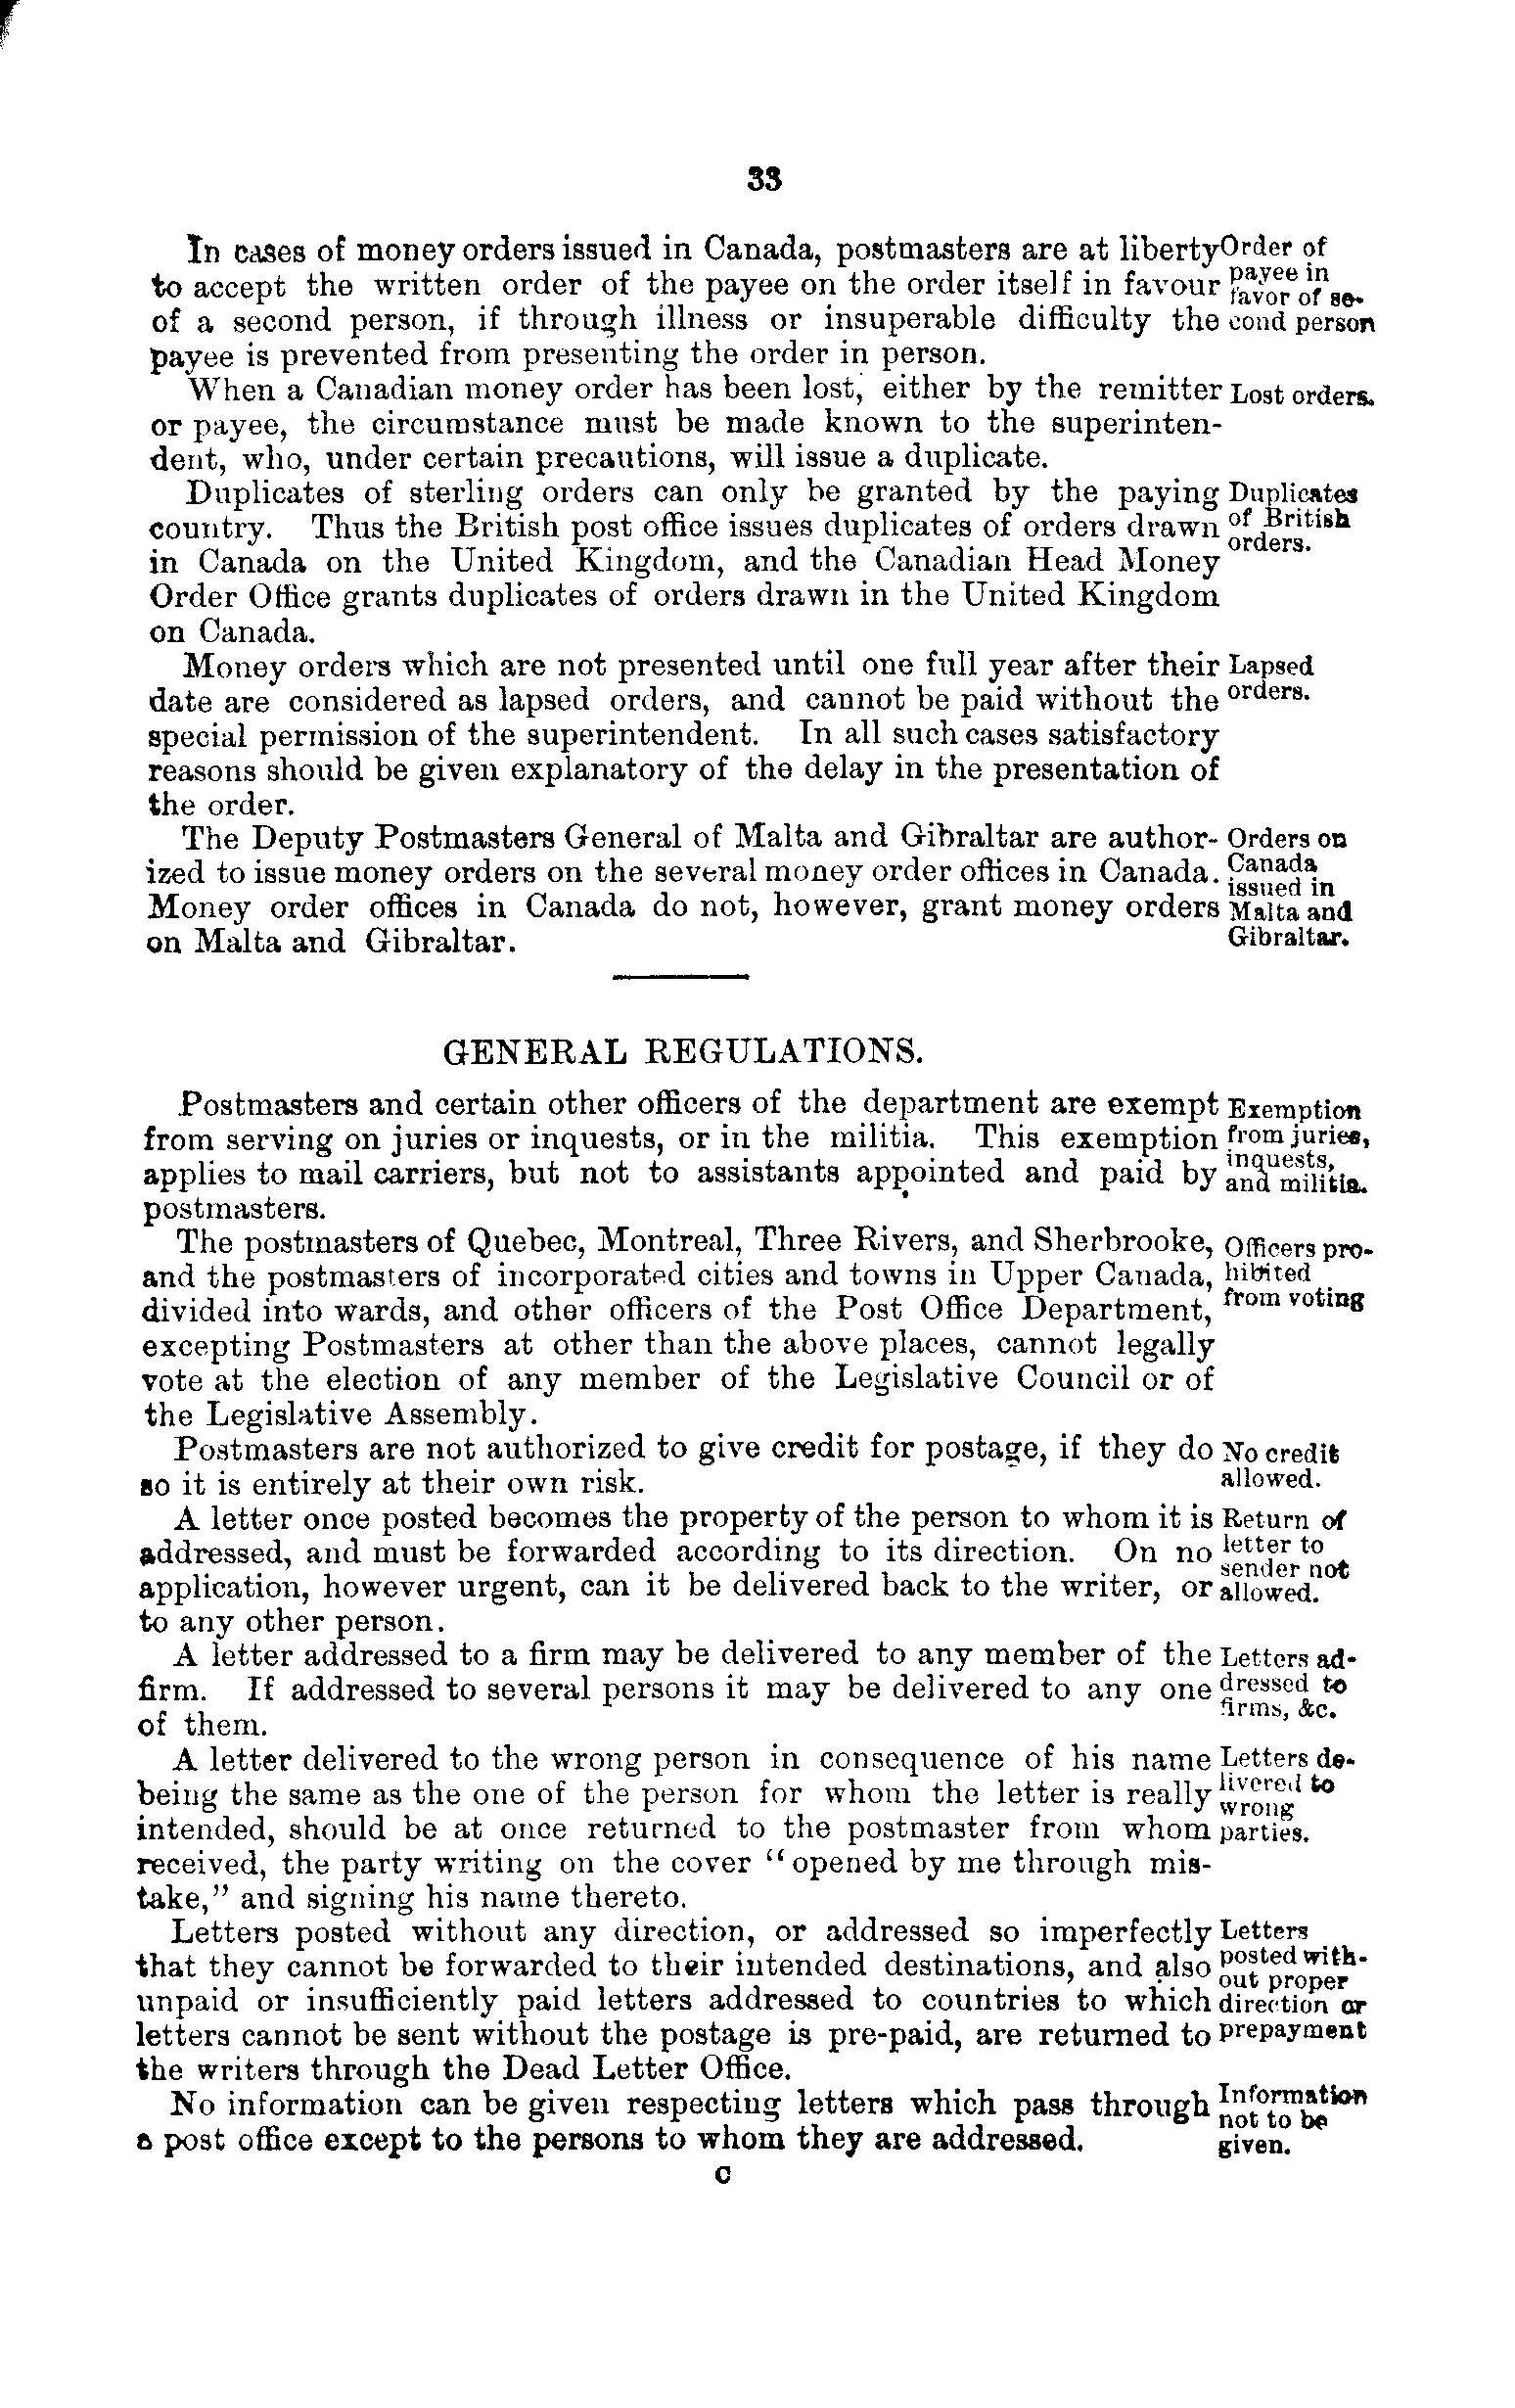 33
In cases of money orders issued in Canada, postmasters are at liberty
to accept the written order of the payee on the order itself in favour
of a second person, if through illness or insuperable difficulty the
payee is prevented from presenting the order in person.
Order of
payee in
favor of se-
cond person
When a Canadian money order has been lost, either by the remitter
or payee, the circumstance must be made known to the superinten-
dent, who, under certain precautions, will issue a duplicate.
Lost orders.
Duplicates of sterling orders can only be granted by the paying
country. Thus the British post office issues duplicates of orders drawn
in Canada on the United Kingdom, and the Canadian Head Money
Order Office grants duplicates of orders drawn in the United Kingdom
on Canada.
Duplicates
of British
orders.
Money orders which are not presented until one full year after their
date are considered as lapsed orders, and cannot be paid without the
special permission of the superintendent. In all such cases satisfactory
reasons should be given explanatory of the delay in the presentation of
the order.
Lapsed
orders.
The Deputy Postmasters General of Malta and Gibraltar are author-
ized to issue money orders on the several money order offices in Canada.
Money order offices in Canada do not, however, grant money orders
on Malta and Gibraltar.
Orders on
Canada
issued in
Malta and
Gibraltar.
GENERAL REGULATIONS.
Postmasters and certain other officers of the department are exempt
from serving on juries or inquests, or in the militia. This exemption
applies to mail carriers, but not to assistants appointed and paid by
postmasters.
Exemption
from juries,
inquests,
and militia.
The postmasters of Quebec, Montreal, Three Rivers, and Sherbrooke,
and the postmasters of incorporated cities and towns in Upper Canada,
divided into wards, and other officers of the Post Office Department,
excepting Postmasters at other than the above places, cannot legally
vote at the election of any member of the Legislative Council or of
the Legislative Assembly.
Officers pro-
hibited
from voting
Postmasters are not authorized to give credit for postage, if they do
so it is entirely at their own risk.
No credit
allowed.
A letter once posted becomes the property of the person to whom it is
addressed, and must be forwarded according to its direction. On no
application, however urgent, can it be delivered back to the writer, or
to any other person.
Return of
letter to
sender not
allowed.
A letter addressed to a firm may be delivered to any member of the
firm. If addressed to several persons it may be delivered to any one
of them.
Letters ad-
dressed to
firms, &c.
A letter delivered to the wrong person in consequence of his name
being the same as the one of the person for whom the letter is really
intended, should be at once returned to the postmaster from whom
received, the party writing on the cover "opened by me through mis-
take," and signing his name thereto.
Letters de-
livered to
wrong
parties.
Letters posted without any direction, or addressed so imperfectly
that they cannot be forwarded to their intended destinations, and also
unpaid or insufficiently paid letters addressed to countries to which
letters cannot be sent without the postage is pre-paid, are returned to
the writers through the Dead Letter Office.
Letters
posted with-
out proper
direction or
prepayment
No information can be given respecting letters which pass through
a post office except to the persons to whom they are addressed.
Information
not to be
given.
C